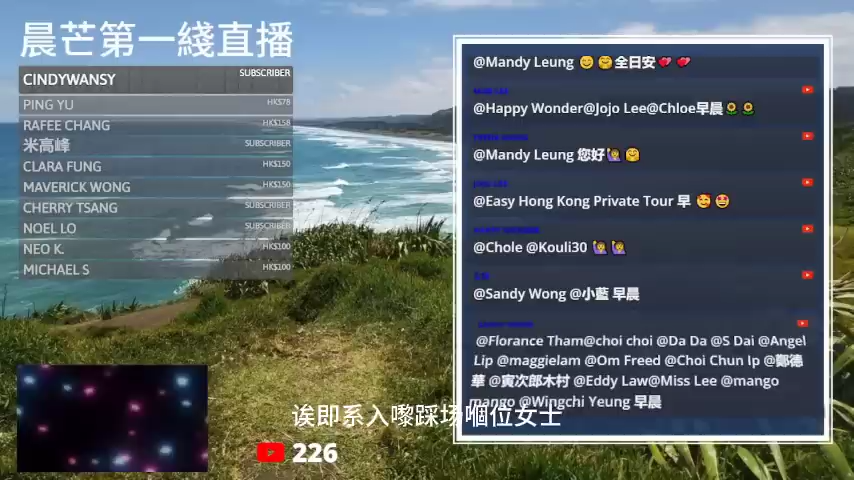 晨芒第一綫直播
CINDYWANSY SUBSCRIBER
PING YU HK$78
RAFEE CHANG HK$158
米高峰 SUBSCRIBER
CLARA FUNG HK$150
MAVERICK WONG HK$150
CHERRY TSANG SUBSCRIBER
NOEL LO SUBSCRIBER
NEO K. HK$100
MICHAEL S HK$100
@Mandy Leung 😊🤗全日安💕💕
@Happy Wonder@Jojo Lee@Chloe早晨🌻🌻
@Mandy Leung 您好🙋‍♀️🤗
@Easy Hong Kong Private Tour 早 🥰🤩
@Chole @Kouli30 🙋‍♀️🙋‍♀️
@Sandy Wong @小藍 早晨
@Florance Tham@choi choi @Da Da @S Dai @Angel
Lip @maggielam @Om Freed @Choi Chun Ip @鄭德
華 @寅次郎木村 @Eddy Law@Miss Lee @mango
mango @Wingchi Yeung 早晨
诶即系入嚟踩场嗰位女士
226